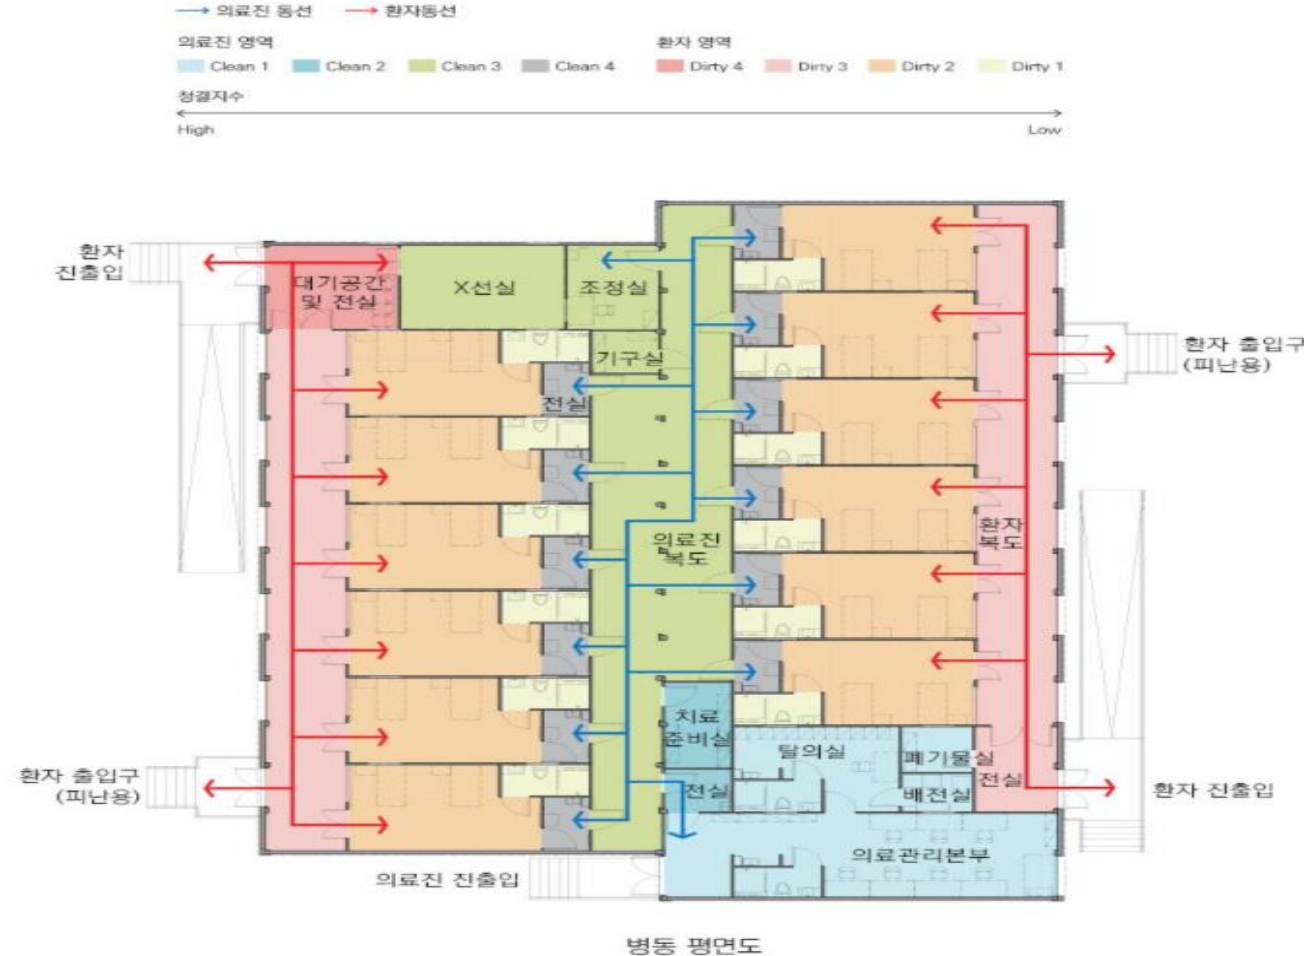 의료진 동선 환자동선
의료진 영역 환자 영역
Clean 1 Clean 2 Clean 3 Clean 4 Dirty 4 Dirty 3 Dirty 2 Dirty 1
청결지수
High Low
환자
진출입
대기공간
및 전실
X선실
조정실
기구실
전실
환자 출입구
(피난용)
의료진
복도
환자
복도
치료
준비실
탈의실
폐기물실
전실
배전실
전실
환자 출입구
(피난용)
환자 진출입
의료관리본부
의료진 진출입
병동 평면도